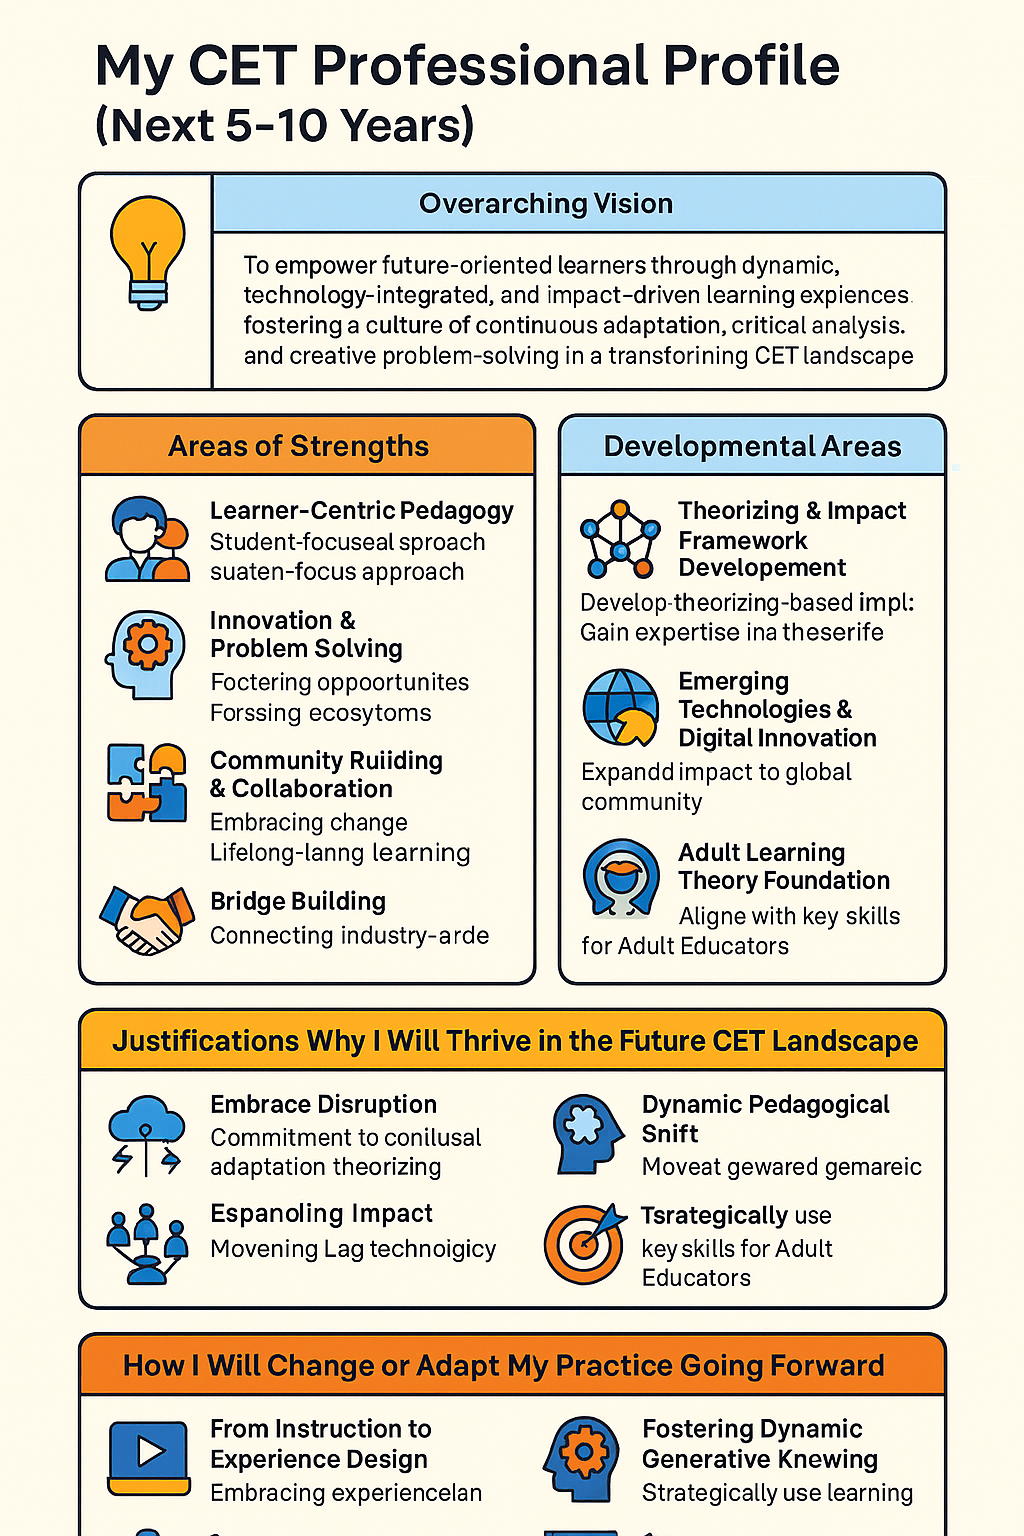 My CET Professional Profile
(Next 5-10 Years)
Overarching Vision
To empower future-oriented learners through dynamic,
technology-integrated, and impact-driven learning expiences.
fostering a culture of continuous adaptation, critical analysis.
and creative problem-solving in a transforining CET landscape
Areas of Strengths
Learner-Centric Pedagogy
Student-focuseal sproach
suaten-focus approach
Innovation &
Problem Solving
Foctering oppoortunites
Forssing ecosytoms
Community Ruiiding
& Collaboration
Embracing change
Lifelong-lanng learning
Bridge Building
Connecting industry-arde
Developmental Areas
Theorizing & Impact
Framework
Developement
Develop-theorizing-based impl:
Gain expertise ina theserife
Emerging
Technologies &
Digital Innovation
Expandd impact to global
community
Adult Learning
Theory Foundation
Aligne with key skills
for Adult Educators
Justifications Why I Will Thrive in the Future CET Landscape
Embrace Disruption
Commitment to conilusal
adaptation theorizing
Espanoling Impact
Movening Lag technoigicy
Dynamic Pedagogical
Snift
Moveat gewared gemareic
Tsrategically use
key skills for Adult
Educators
How I Will Change or Adapt My Practice Going Forward
From Instruction to
Experience Design
Embracing experiencelan
Fostering Dynamic
Generative Knewing
Strategically use learning